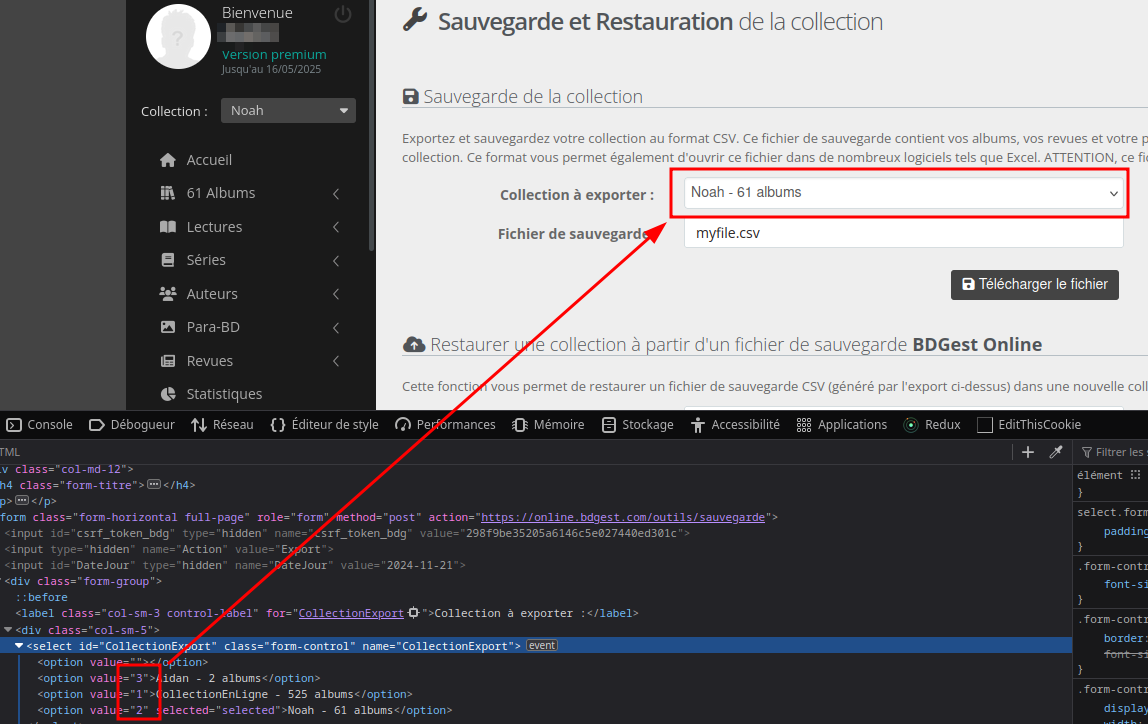 Bienvenue
Version premium
Jusqu'au 16/05/2025
Collection :
Noah
Accueil
61 Albums
Lectures
Séries
Auteurs
Para-BD
Revues
Statistiques
Sauvegarde et Restauration de la collection
Sauvegarde de la collection
Exportez et sauvegardez votre collection au format CSV. Ce fichier de sauvegarde contient vos albums, vos revues et votre p
collection. Ce format vous permet également d'ouvrir ce fichier dans de nombreux logiciels tels que Excel. ATTENTION, ce fi
Collection à exporter :
Noah - 61 albums
Fichier de sauvegarde
myfile.csv
Télécharger le fichier
Restaurer une collection à partir d'un fichier de sauvegarde BDGest Online
Cette fonction vous permet de restaurer un fichier de sauvegarde CSV (généré par l'export ci-dessus) dans une nouvelle coll
Console
Débogueur
Réseau
Éditeur de style
Performances
Mémoire
Stockage
Accessibilité
Applications
Redux
EditThisCookie
TML
Filtrer les s
iv class="col-md-12">
h4 class="form-titre"> </h4>
p> </p>
form class="form-horizontal full-page" role="form" method="post" action="https://online.bdgest.com/outils/sauvegarde">
<input id="csrf_token_bdg" type="hidden" name="csrf_token_bdg" value="298f9be35205a6146c5e027440ed301c">
<input type="hidden" name="Action" value="Export">
<input id="DateJour" type="hidden" name="DateJour" value="2024-11-21">
<div class="form-group">
::before
<label class="col-sm-3 control-label" for="CollectionExport">Collection à exporter :</label>
<div class="col-sm-5">
<select id="CollectionExport" class="form-control" name="CollectionExport"> event
<option value=""></option>
<option value="3">Aidan - 2 albums</option>
<option value="1">CollectionEnLigne - 525 albums</option>
<option value="2" selected="selected">Noah - 61 albums</option>
élément
}
select.form
padding
}
.form-contr
font-si
}
.form-contr
border:
font-si
}
.form-contr
display